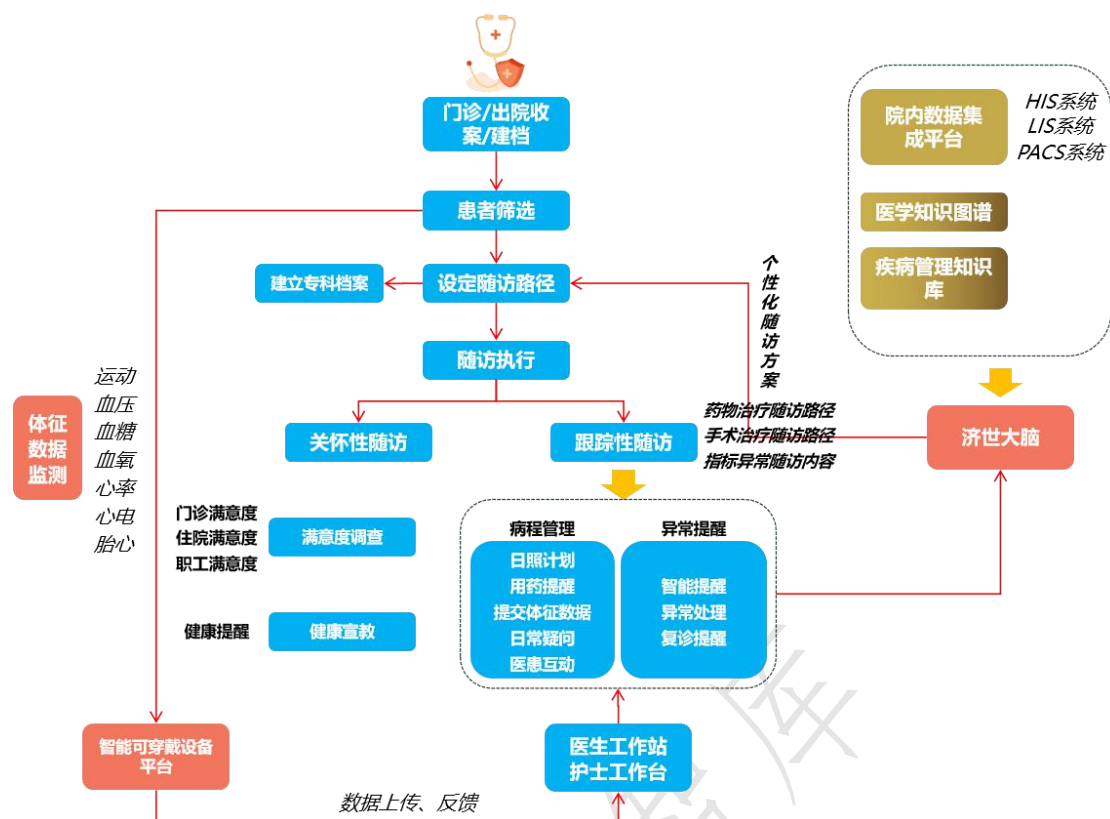 门诊/出院收
案/建档
患者筛选
建立专科档案
设定随访路径
随访执行
关怀性随访
跟踪性随访
院内数据集
成平台
HIS系统
LIS系统
PACS系统
医学知识图谱
疾病管理知识
库
个性化随访方案
药物治疗随访路径
手术治疗随访路径
指标异常随访内容
济世大脑
体征
数据
监测
运动
血压
血糖
血氧
心率
心电
胎心
门诊满意度
住院满意度
职工满意度
满意度调查
健康提醒
健康宣教
病程管理
日照计划
用药提醒
提交体征数据
日常疑问
医患互动
异常提醒
智能提醒
异常处理
复诊提醒
智能可穿戴设备
平台
医生工作站
护士工作台
数据上传、反馈
库